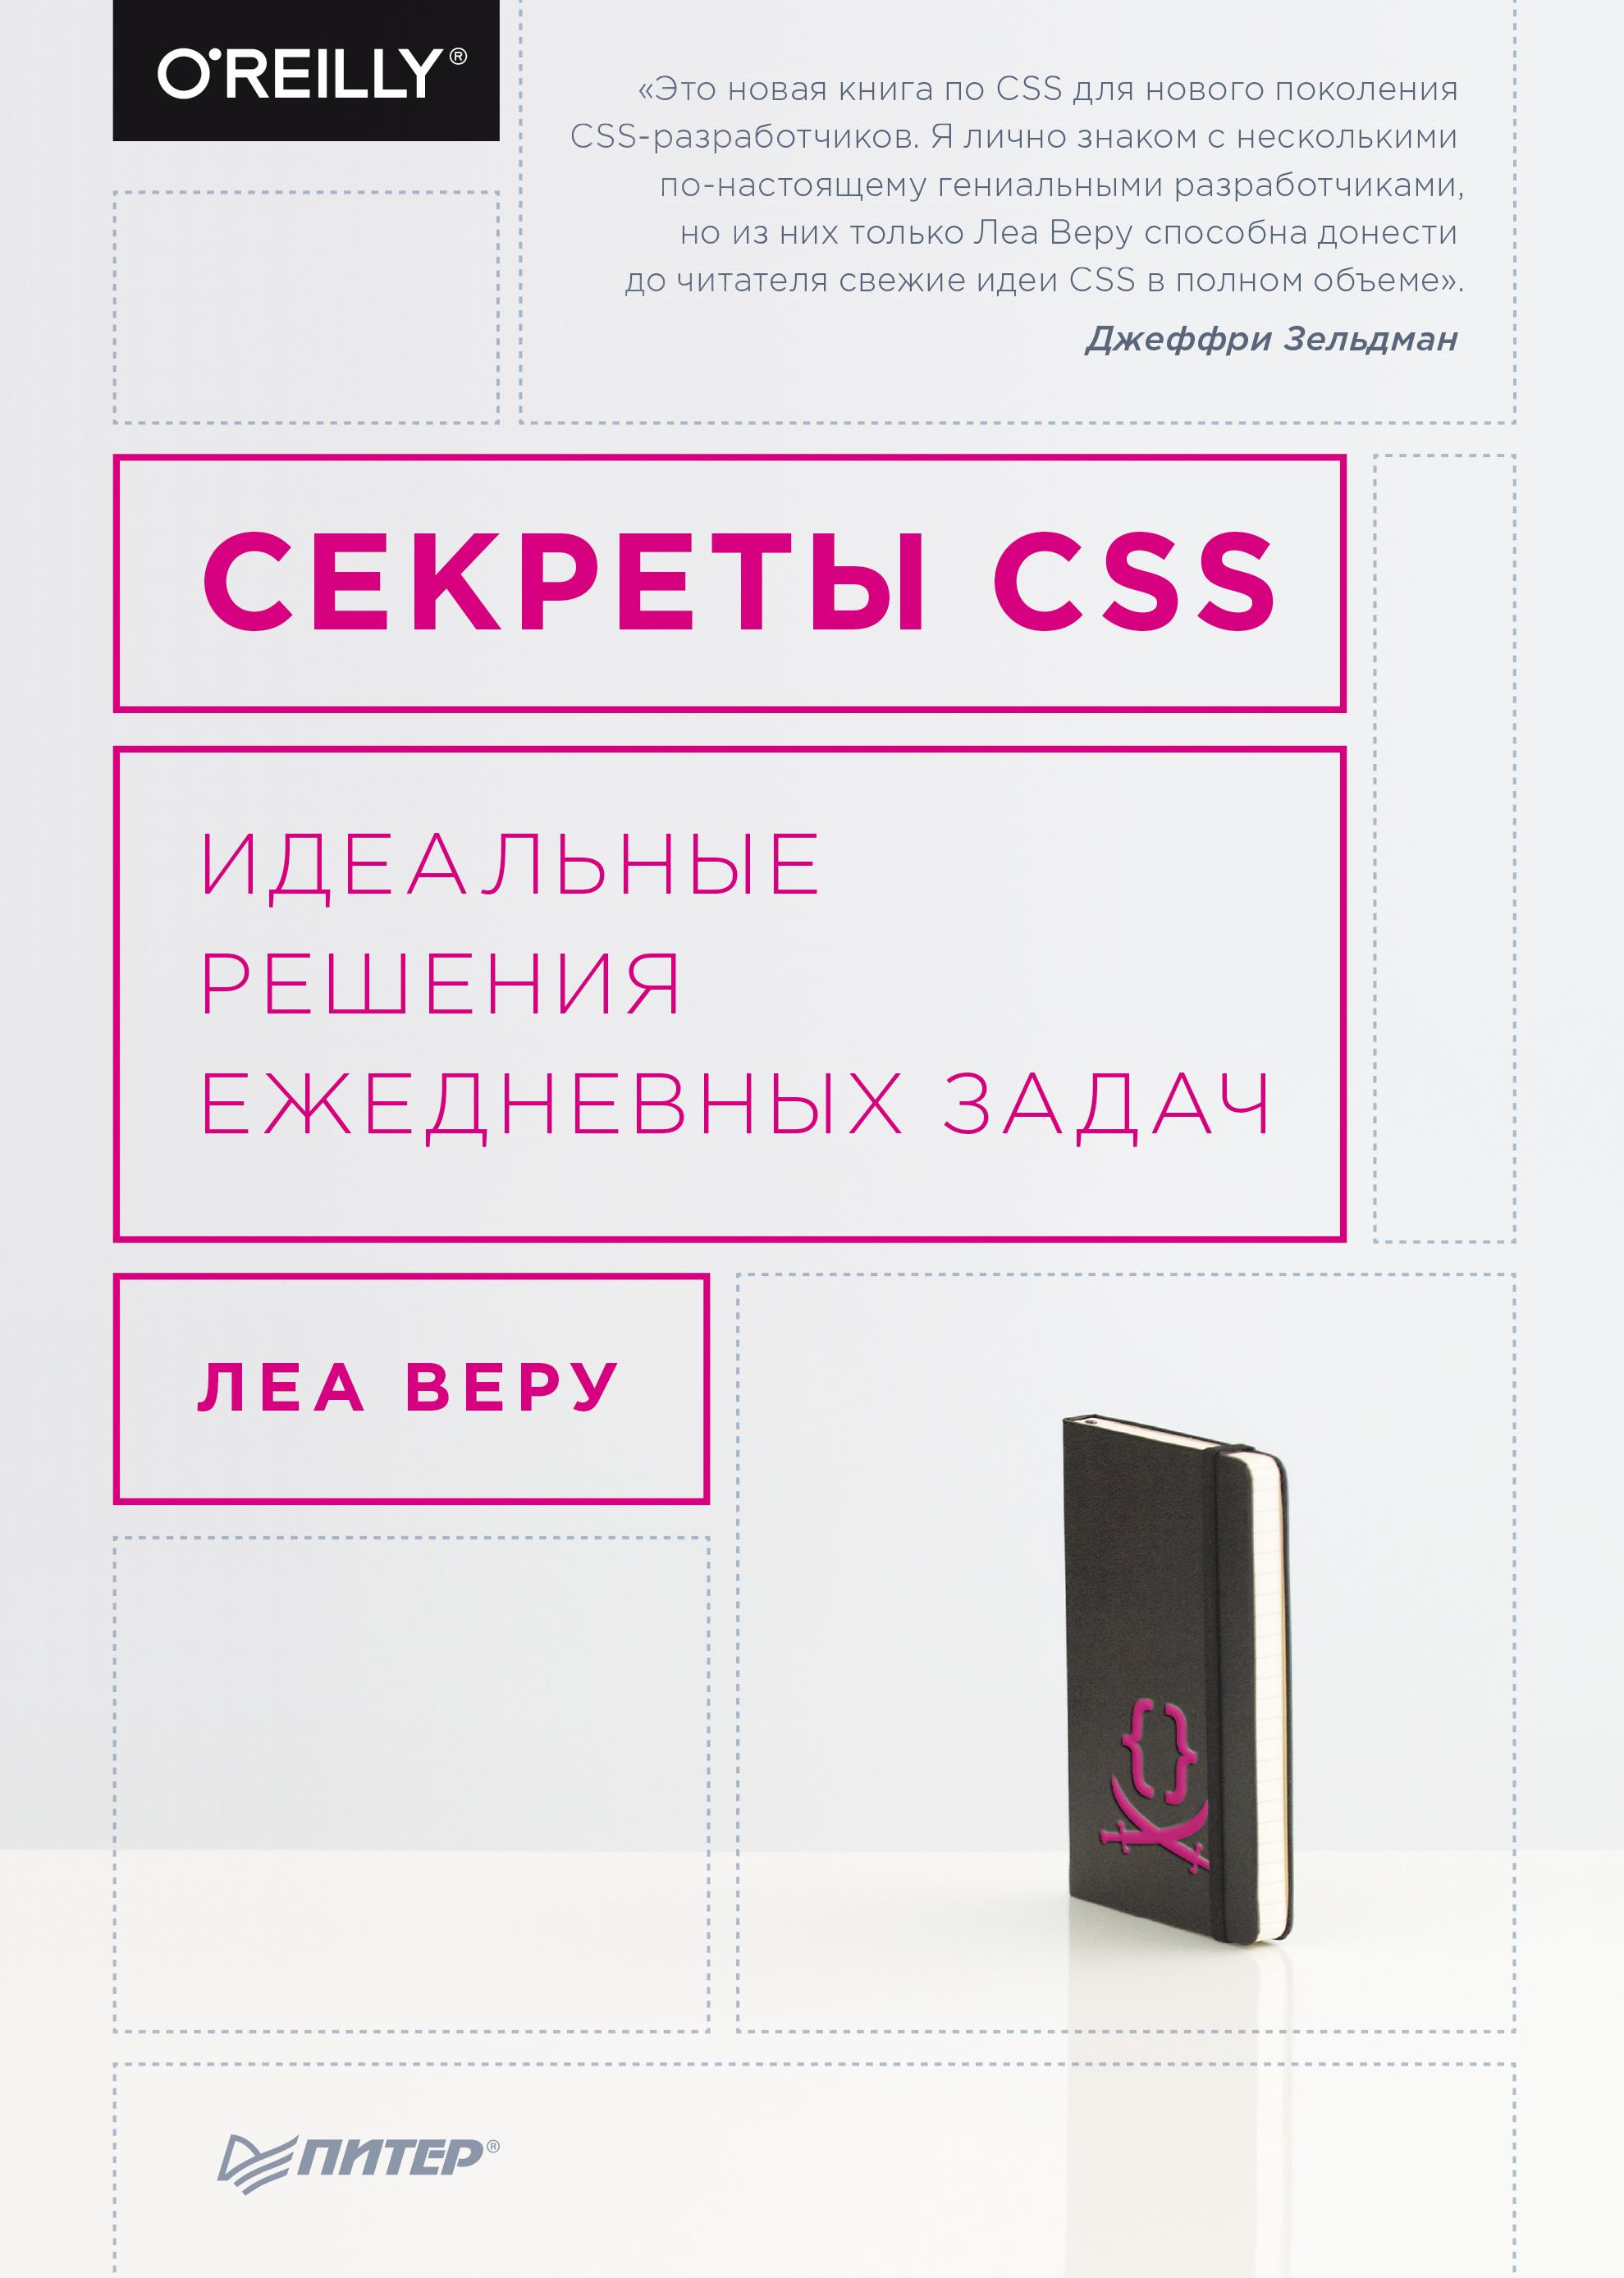 O'REILLY®
«Это новая книга по CSS для нового поколения
CSS-разработчиков. Я лично знаком с несколькими
по-настоящему гениальными разработчиками,
но из них только Леа Веру способна донести
до читателя свежие идеи CSS в полном объеме».
Джеффри Зельдман
СЕКРЕТЫ CSS
ИДЕАЛЬНЫЕ
РЕШЕНИЯ
ЕЖЕДНЕВНЫХ ЗАДАЧ
ЛЕА ВЕРУ
{}
ПИТЕР®